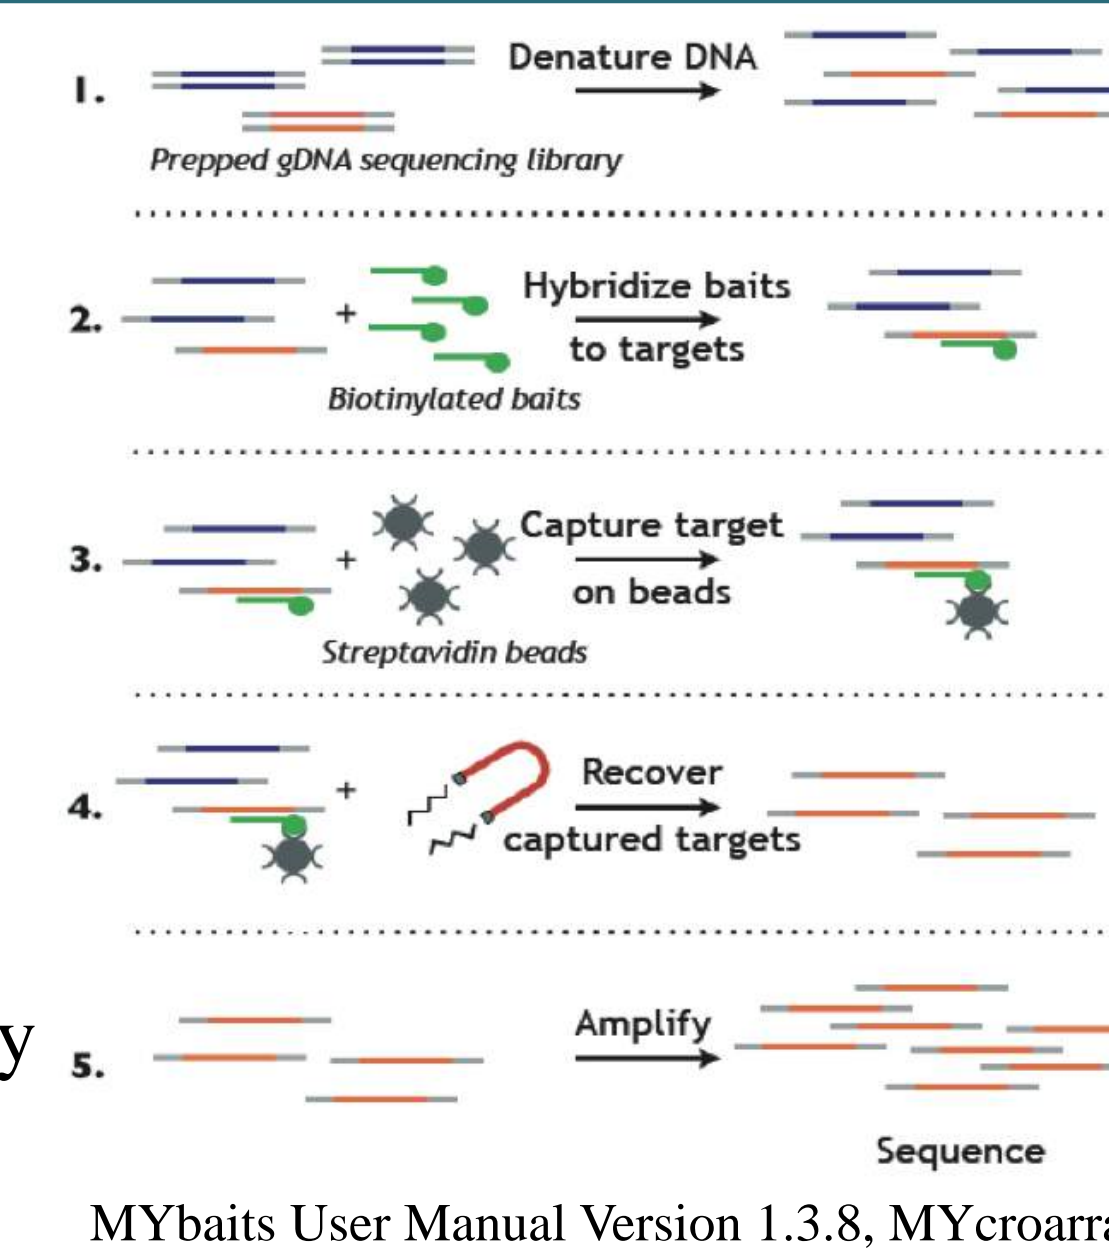 1.
Denature DNA
Prepped gDNA sequencing library
2.
+
Hybridize baits
to targets
Biotinylated baits
3.
+
Capture target
on beads
Streptavidin beads
4.
+
Recover
captured targets
y
5.
Amplify
Sequence
MYbaits User Manual Version 1.3.8, MYcroarra